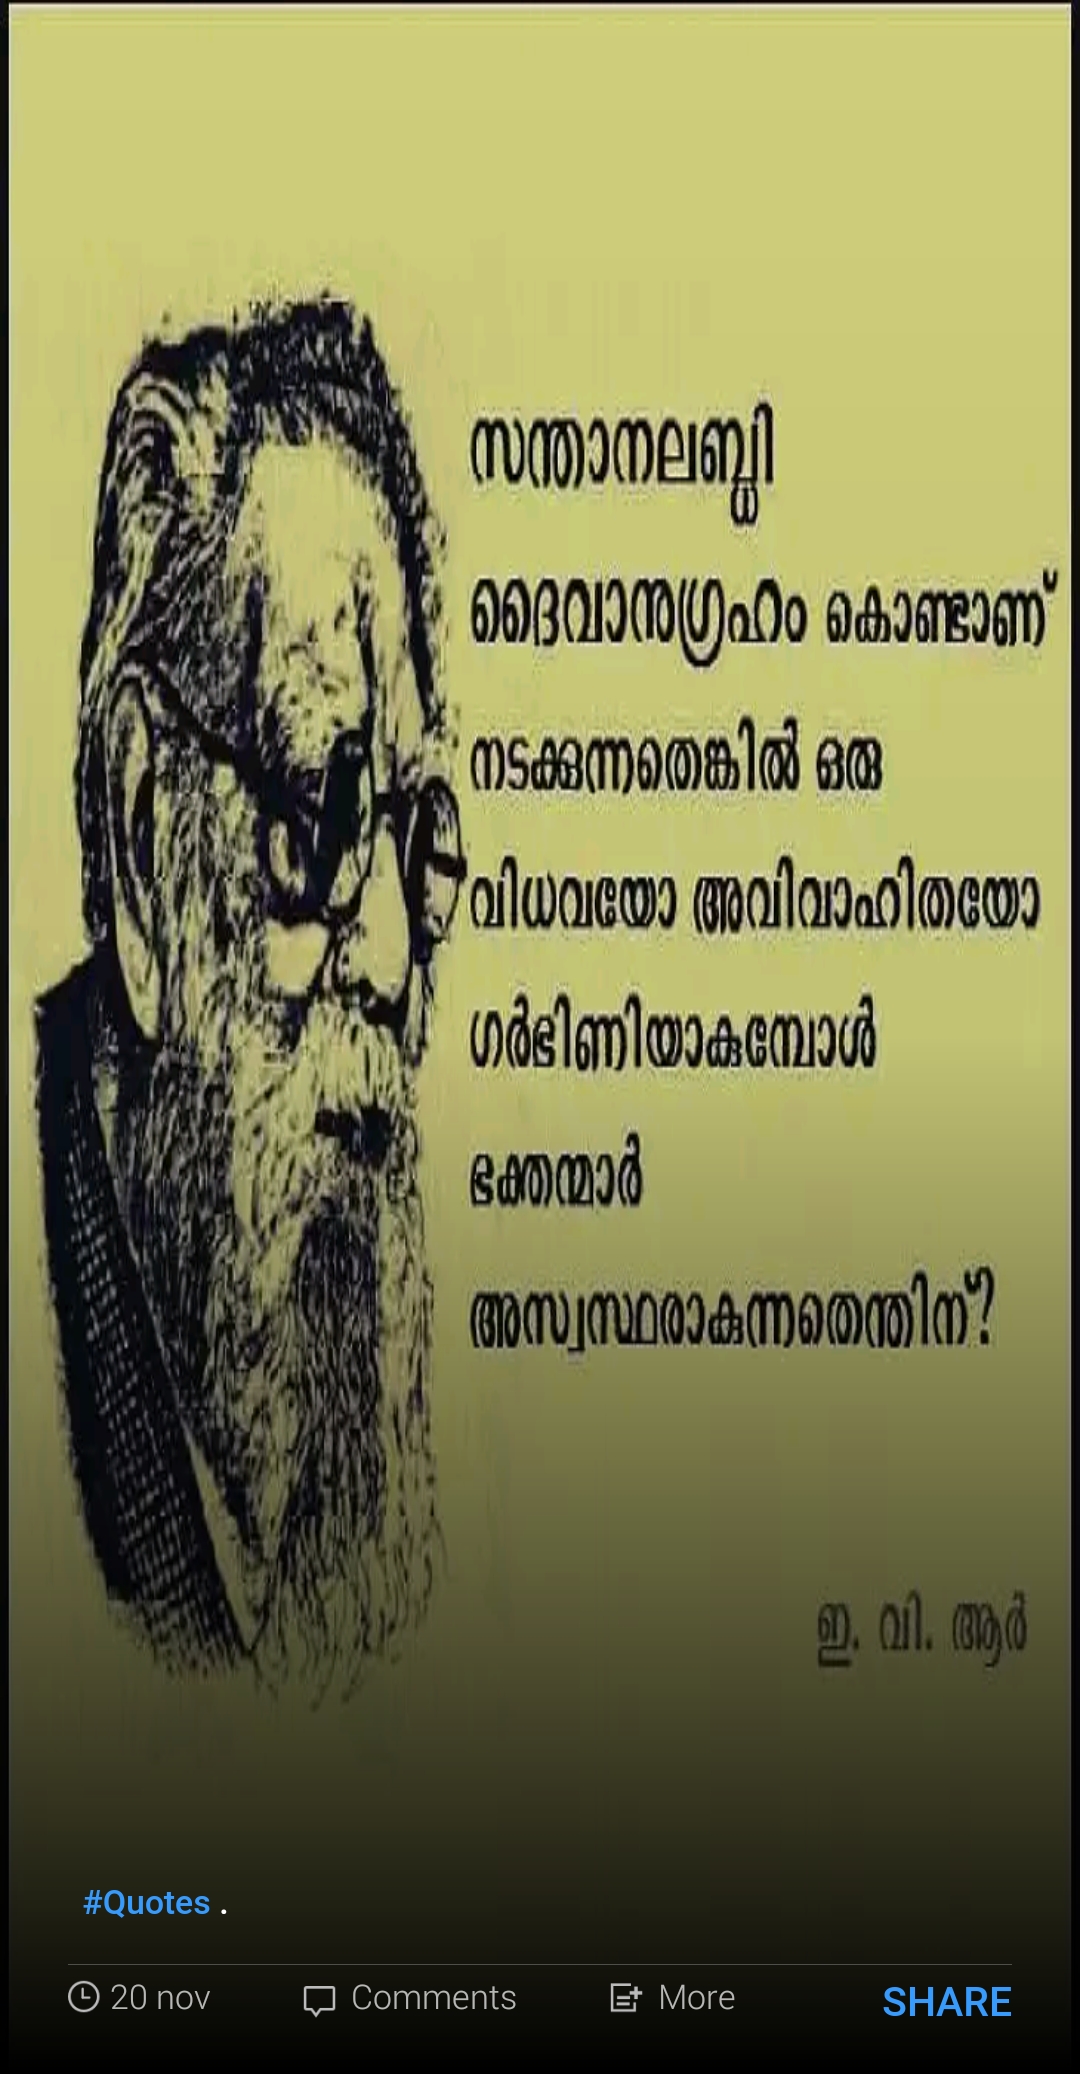 സന്താനലബ്ധി
ദൈവാനുഗ്രഹം കൊണ്ടാണ്
നടക്കുന്നതെങ്കിൽ ഒരു
വിധവയോ അവിവാഹിതയോ
ഗർഭിണിയാകുമ്പോൾ
ഭക്തന്മാർ
അസ്വസ്ഥരാകുന്നതെന്തിന്?
ഇ. വി. ആർ
#Quotes .
20 nov Comments More SHARE